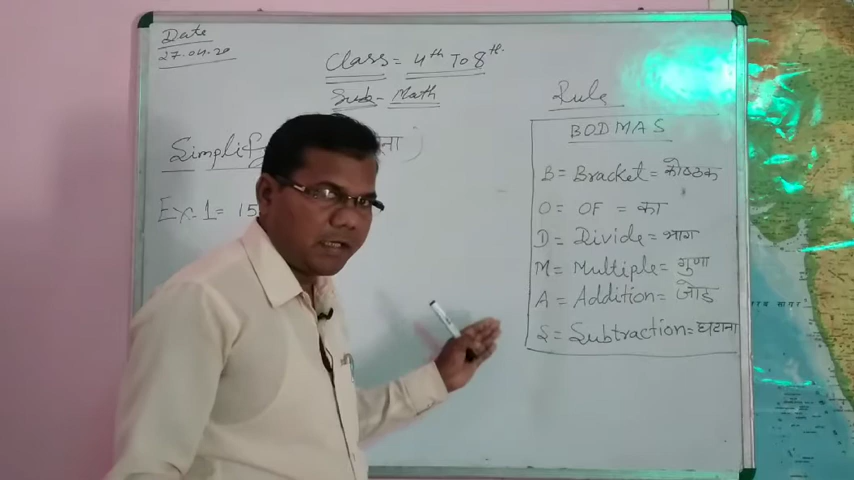 Date
27.04.20
Class = 4th To 8th.
Sub - Math
Simplif
Ex. 1 = 15
Rule
BODMAS
B = Bracket = कोष्ठक
O = OF = का
D = Divide = भाग
M = Multiple = गुणा
A = Addition = जोड़
S = Subtraction = घटाना